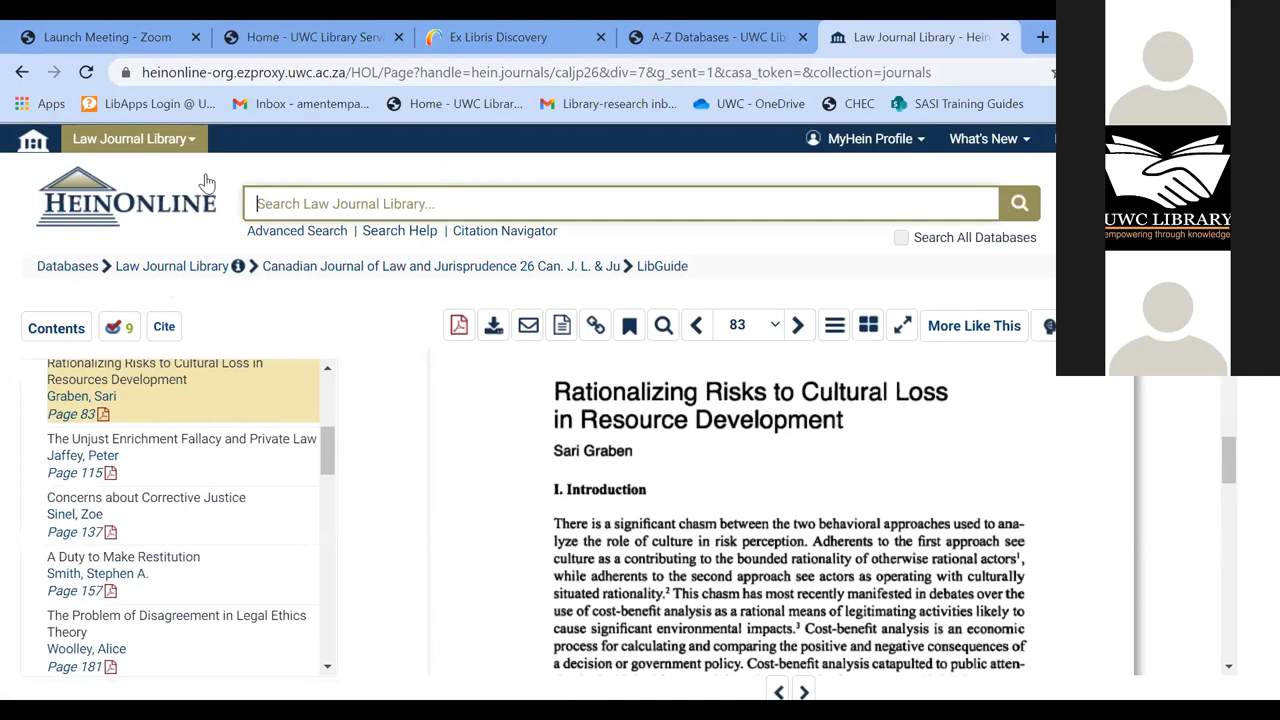 Launch Meeting - Zoom
Home - UWC Library Serv
Ex Libris Discovery
A-Z Databases - UWC Lib
Law Journal Library - Hein
heinonline-org.ezproxy.uwc.ac.za/HOL/Page?handle=hein.journals/caljp26&div=7&g_sent=1&casa_token=&collection=journals
Apps
LibApps Login @ U...
Inbox - amentempa...
Home - UWC Librar...
Library-research inb...
UWC - OneDrive
CHEC
SASI Training Guides
Law Journal Library
MyHein Profile
What's New
HEINONLINE
Search Law Journal Library...
Advanced Search | Search Help | Citation Navigator
Search All Databases
Databases > Law Journal Library > Canadian Journal of Law and Jurisprudence 26 Can. J. L. & Ju > LibGuide
Contents
9
Cite
83
More Like This
Rationalizing Risks to Cultural Loss in
Resources Development
Graben, Sari
Page 83
The Unjust Enrichment Fallacy and Private Law
Jaffey, Peter
Page 115
Concerns about Corrective Justice
Sinel, Zoe
Page 137
A Duty to Make Restitution
Smith, Stephen A.
Page 157
The Problem of Disagreement in Legal Ethics
Theory
Woolley, Alice
Page 181
Rationalizing Risks to Cultural Loss
in Resource Development
Sari Graben
I. Introduction
There is a significant chasm between the two behavioral approaches used to ana-
lyze the role of culture in risk perception. Adherents to the first approach see
culture as a contributing to the bounded rationality of otherwise rational actors1,
while adherents to the second approach see actors as operating with culturally
situated rationality.2 This chasm has most recently manifested in debates over the
use of cost-benefit analysis as a rational means of legitimating activities likely to
cause significant environmental impacts.3 Cost-benefit analysis is an economic
process for calculating and comparing the positive and negative consequences of
a decision or government policy. Cost-benefit analysis catapulted to public atten-
UWC LIBRARY
empowering through knowledge